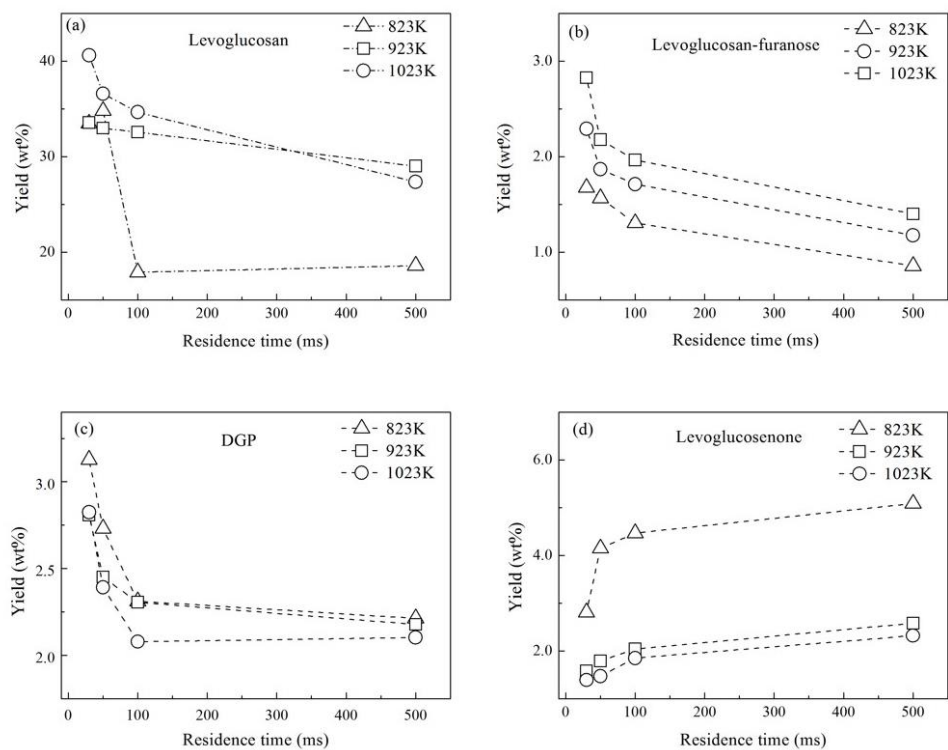 (a)
Levoglucosan
823K
923K
1023K
40
30
20
Yield (wt%)
0 100 200 300 400 500
Residence time (ms)
(b)
Levoglucosan-furanose
823K
923K
1023K
3.0
2.0
1.0
Yield (wt%)
0 100 200 300 400 500
Residence time (ms)
(c)
DGP
823K
923K
1023K
3.0
2.5
2.0
Yield (wt%)
0 100 200 300 400 500
Residence time (ms)
(d)
Levoglucosenone
823K
923K
1023K
6.0
4.0
2.0
Yield (wt%)
0 100 200 300 400 500
Residence time (ms)